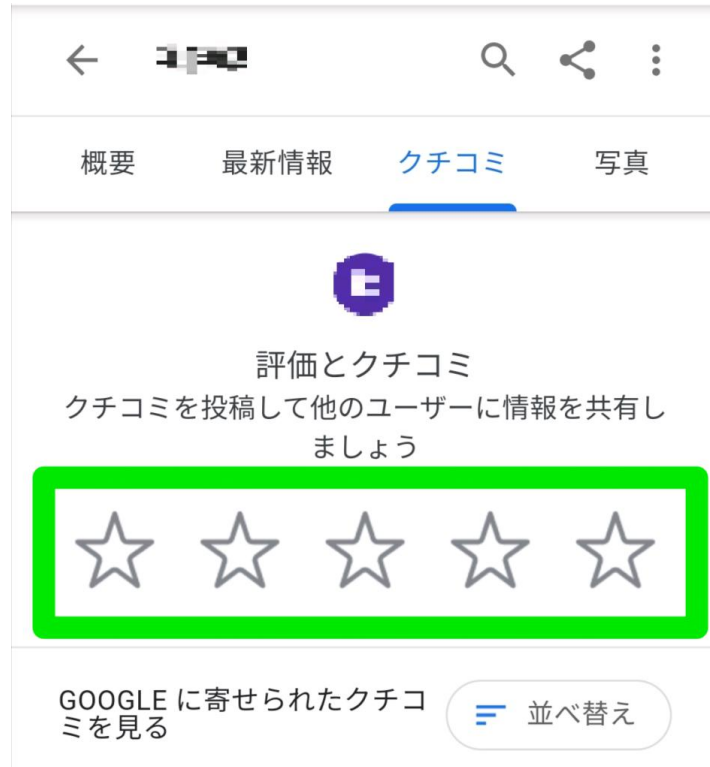 概要 最新情報 クチコミ 写真
評価とクチコミ
クチコミを投稿して他のユーザーに情報を共有し
ましょう
GOOGLE に寄せられたクチコ
ミを見る
並べ替え